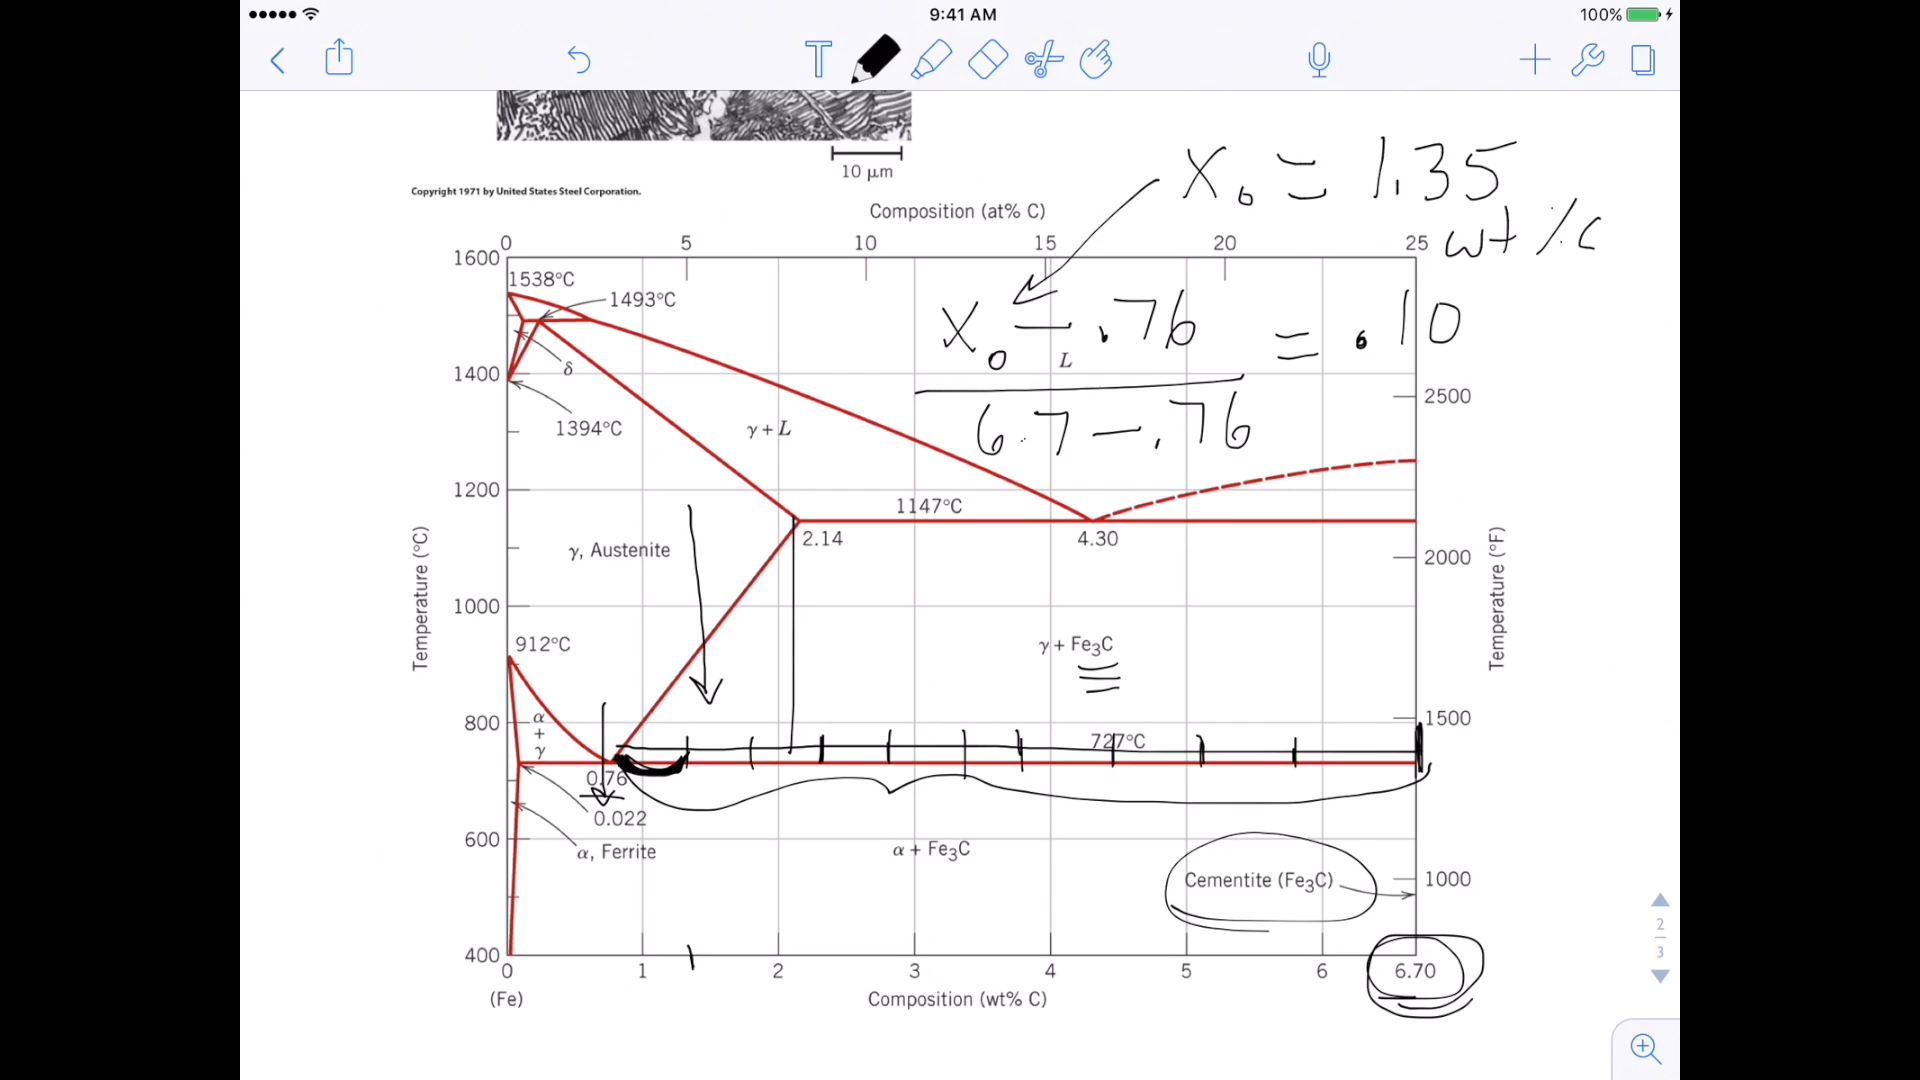 9:41 AM
100%
T
10 μm
Copyright 1971 by United States Steel Corporation.
X₀ = 1.35
wt % C
Composition (at% C)
0 5 10 15 20 25
1600
1538°C
1493°C
X₀ - .76 = .10
L
6.7 - .76
δ
1400
2500
1394°C
γ + L
1200
1147°C
2.14
4.30
γ, Austenite
2000
1000
Temperature (°C)
Temperature (°F)
912°C
γ + Fe₃C
800
α
+
γ
1500
727°C
0.76
0.022
600
α, Ferrite
α + Fe₃C
Cementite (Fe₃C)
1000
400
0 1 2 3 4 5 6 6.70
(Fe)
Composition (wt% C)
2
3